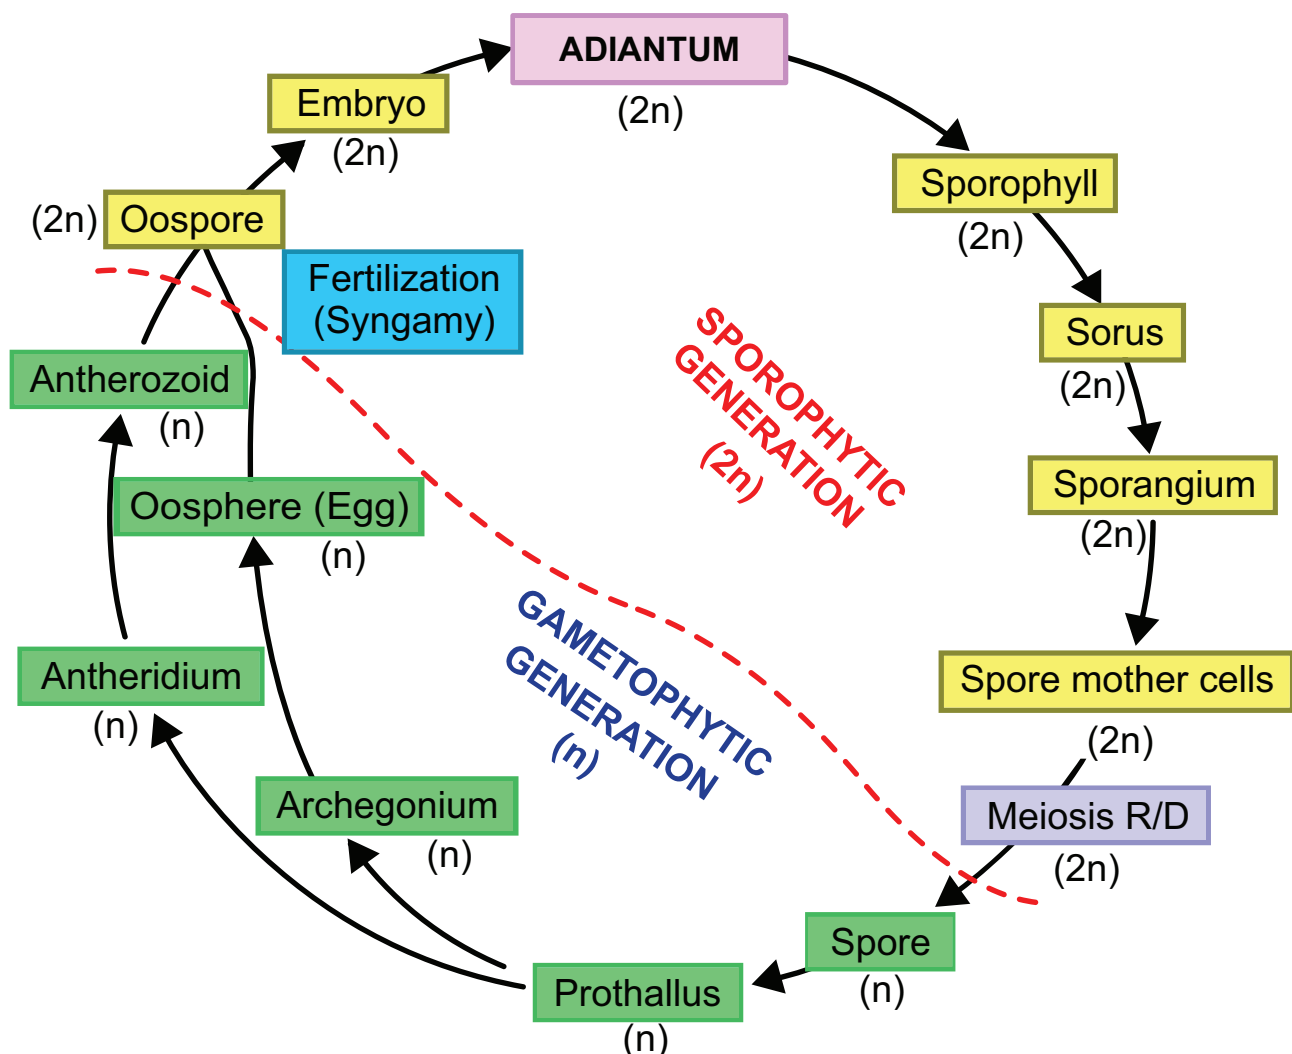 ADIANTUM
(2n)
Embryo
(2n)
Sporophyll
(2n)
(2n)
Oospore
Fertilization
(Syngamy)
Sorus
(2n)
Antherozoid
(n)
SPOROPHYTIC
GENERATION
(2n)
Sporangium
(2n)
Oosphere (Egg)
(n)
GAMETOPHYTIC
GENERATION
(n)
Antheridium
(n)
Spore mother cells
(2n)
Archegonium
(n)
Meiosis R/D
(2n)
Spore
(n)
Prothallus
(n)